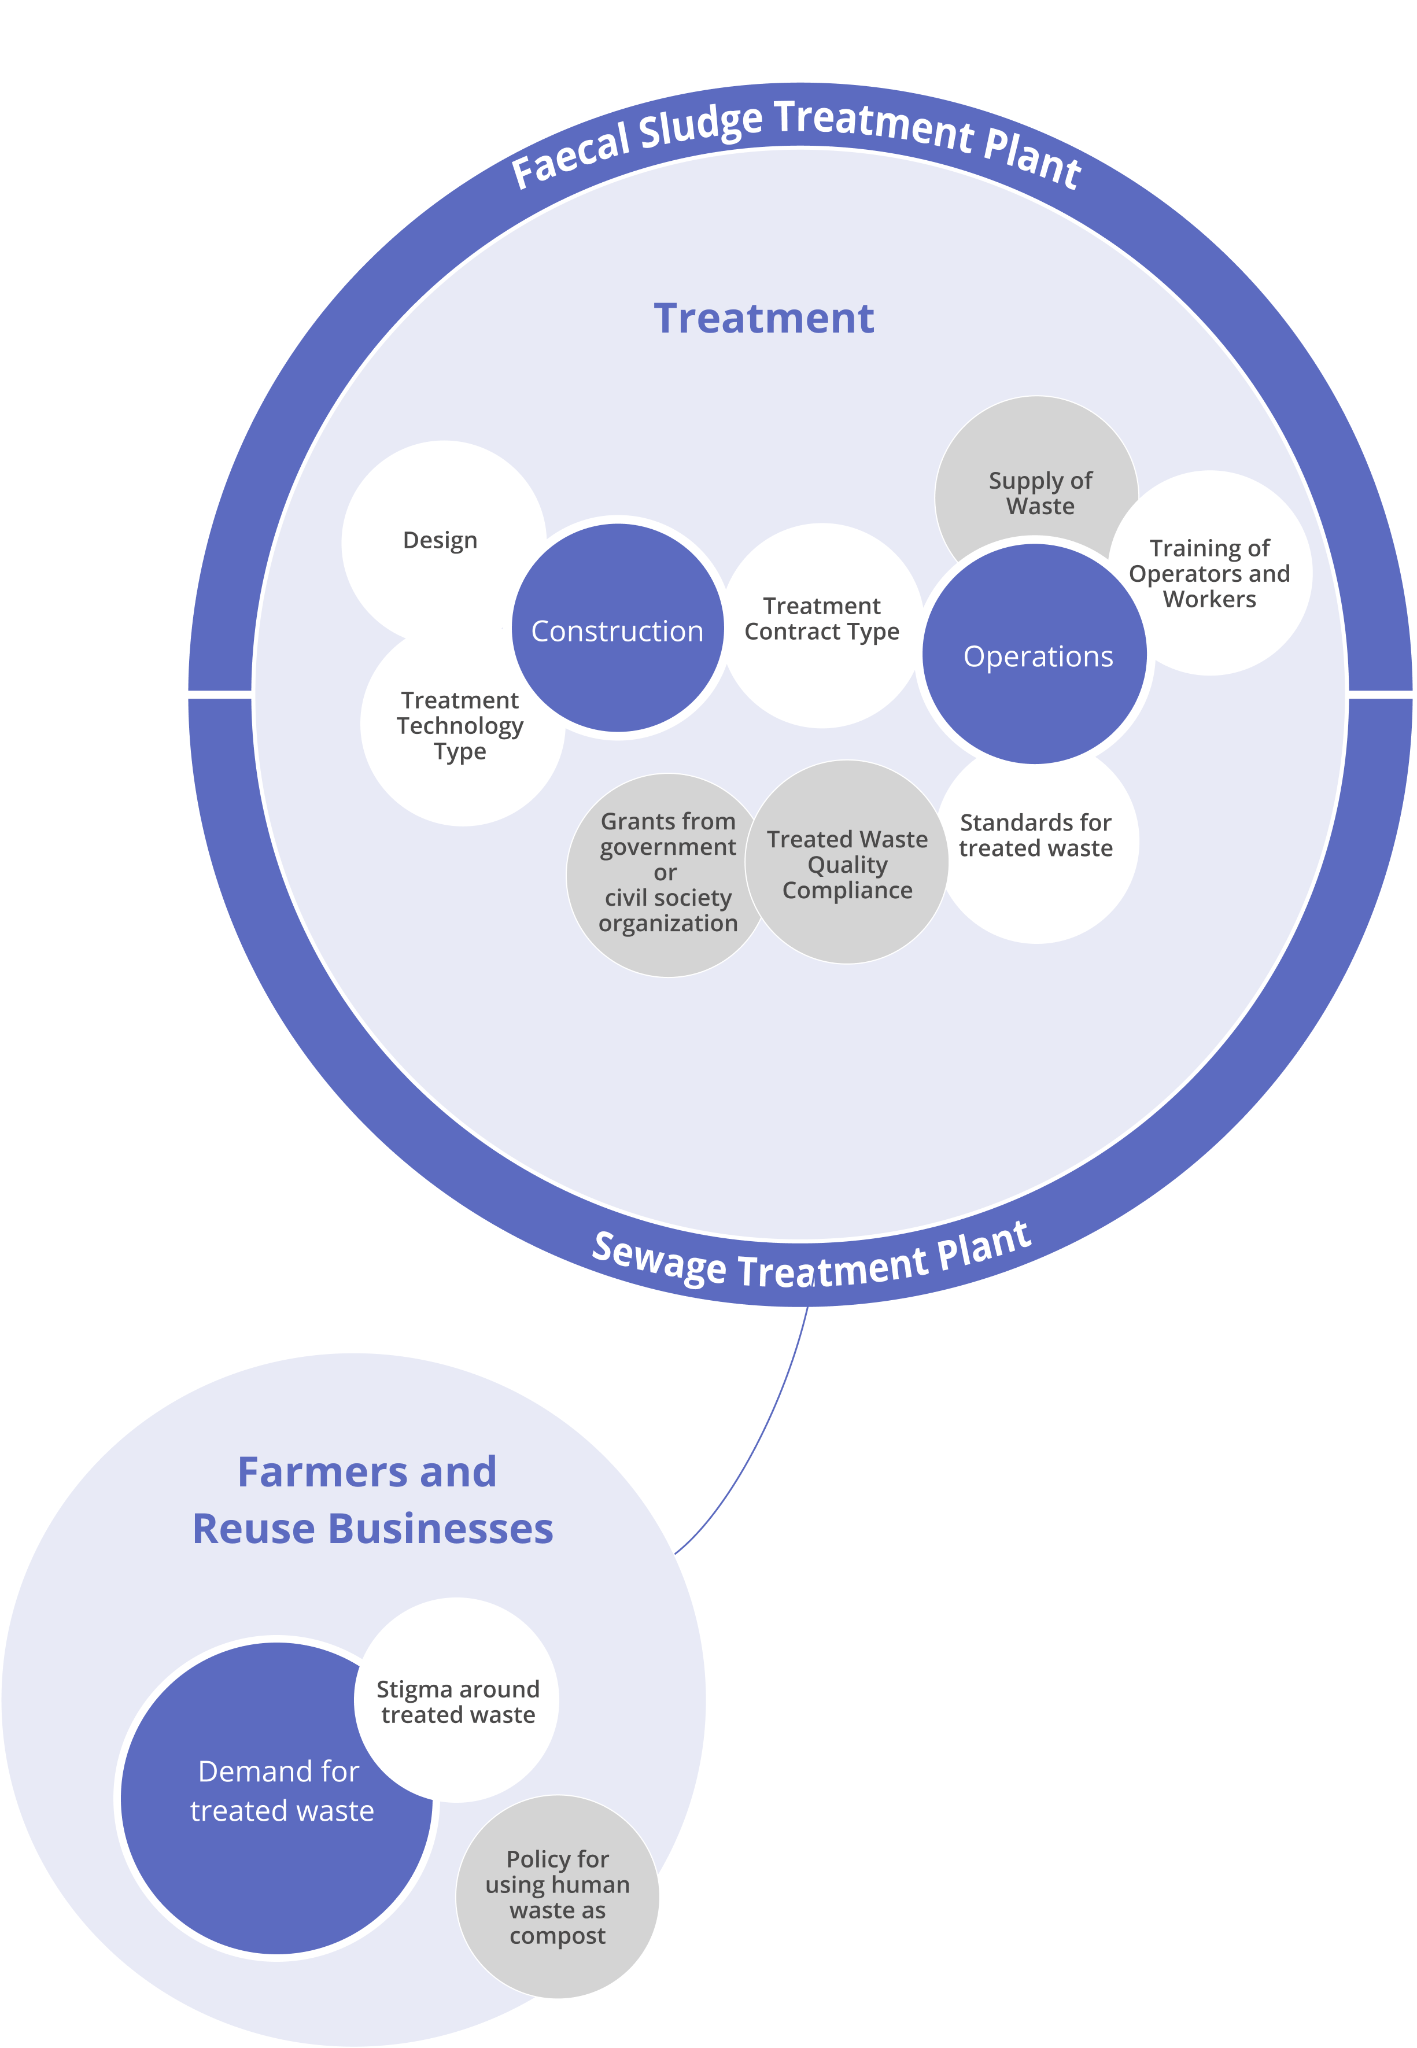 Faecal Sludge Treatment Plant
Treatment
Supply of
Waste
Design
Training of
Operators and
Workers
Construction
Treatment
Contract Type
Operations
Treatment
Technology
Type
Grants from
government
or
civil society
organization
Treated Waste
Quality
Compliance
Standards for
treated waste
Sewage Treatment Plant
Farmers and
Reuse Businesses
Stigma around
treated waste
Demand for
treated waste
Policy for
using human
waste as
compost